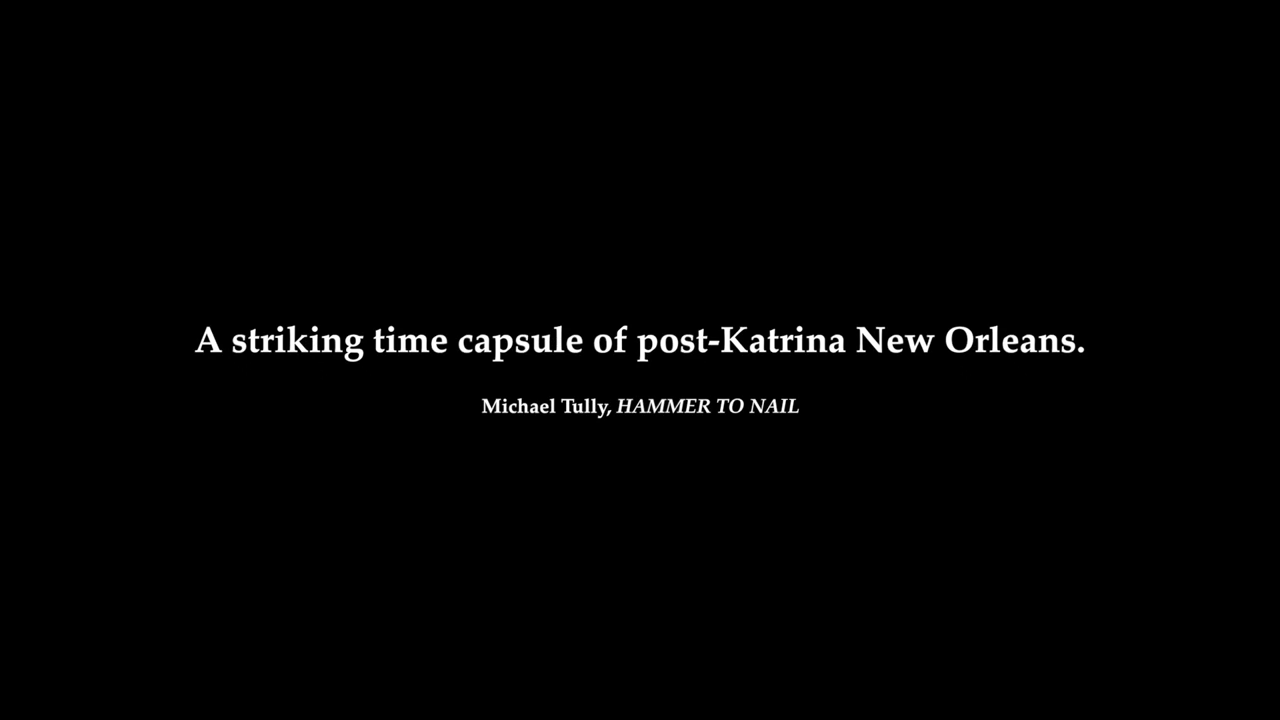 A striking time capsule of post-Katrina New Orleans.
Michael Tully, HAMMER TO NAIL